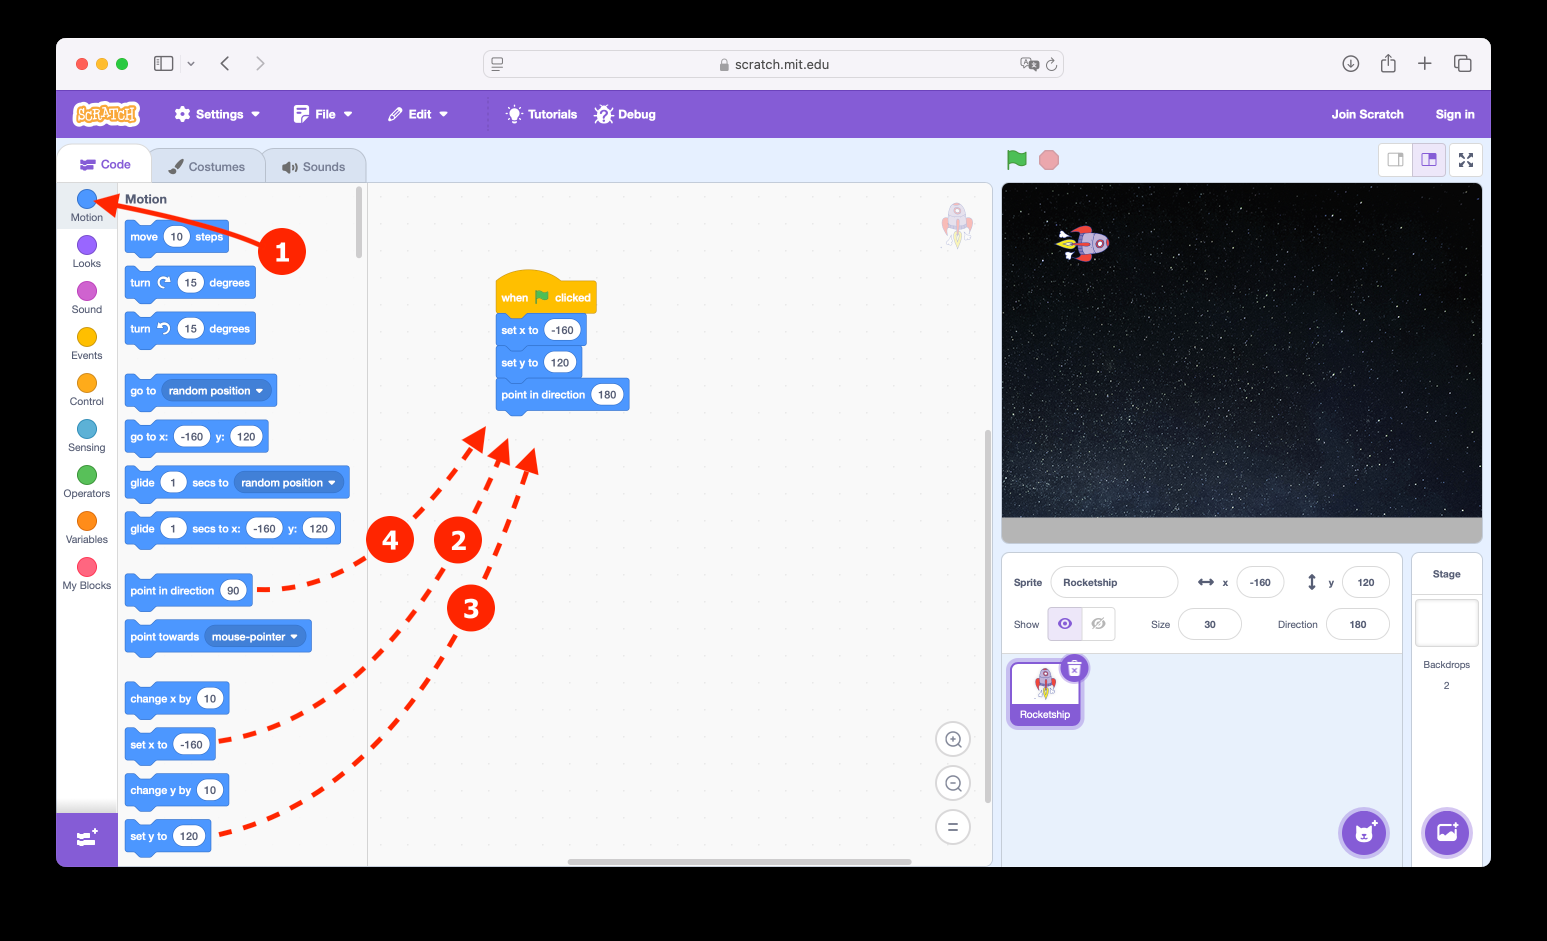 scratch.mit.edu
SCRATCH
Settings
File
Edit
Tutorials
Debug
Join Scratch
Sign in
Code
Costumes
Sounds
Motion
Looks
Sound
Events
Control
Sensing
Operators
Variables
My Blocks
Motion
move 10 steps
turn 15 degrees
turn 15 degrees
go to random position
go to x: -160 y: 120
glide 1 secs to random position
glide 1 secs to x: -160 y: 120
point in direction 90
point towards mouse-pointer
change x by 10
set x to -160
change y by 10
set y to 120
1
4
2
3
when clicked
set x to -160
set y to 120
point in direction 180
Sprite Rocketship x -160 y 120
Show Size 30 Direction 180
Rocketship
Stage
Backdrops
2